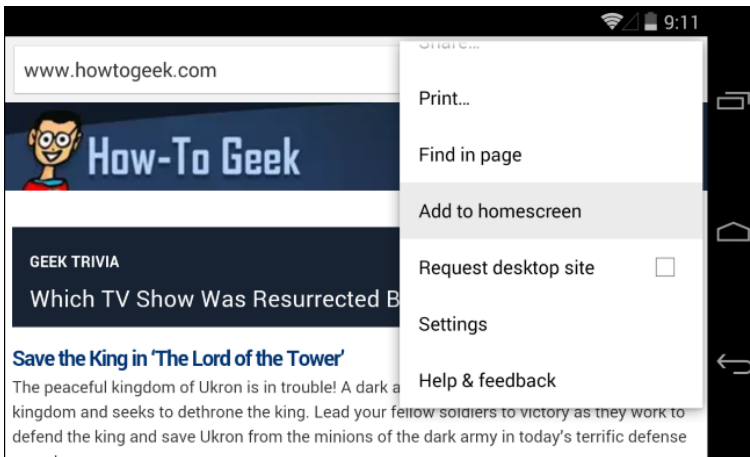 9:11
www.howtogeek.com
Share...
Print...
Find in page
Add to homescreen
Request desktop site
Settings
Help & feedback
How-To Geek
GEEK TRIVIA
Which TV Show Was Resurrected B
Save the King in ‘The Lord of the Tower’
The peaceful kingdom of Ukron is in trouble! A dark a
kingdom and seeks to dethrone the king. Lead your fellow soldiers to victory as they work to
defend the king and save Ukron from the minions of the dark army in today’s terrific defense